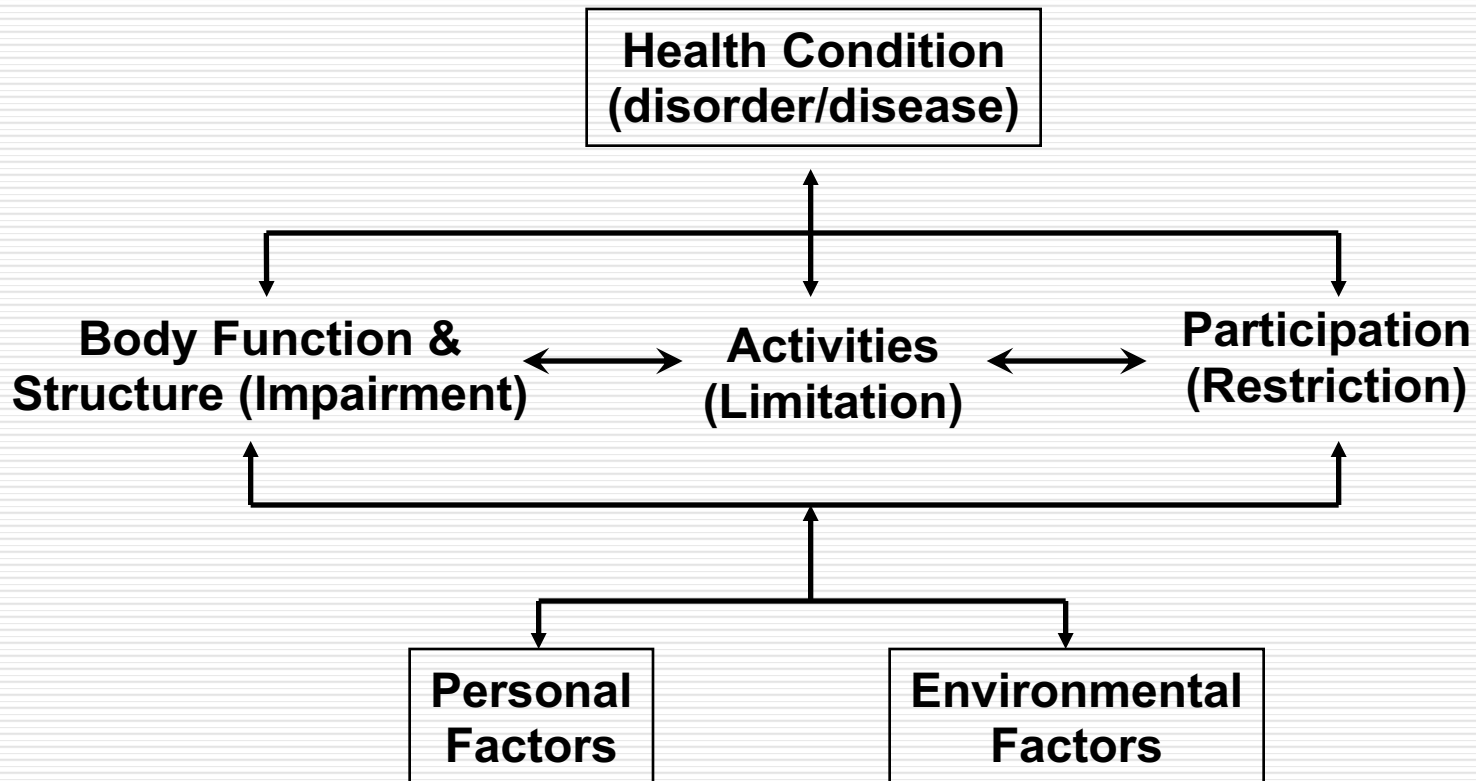 Health Condition
(disorder/disease)
Body Function &
Structure (Impairment)
Activities
(Limitation)
Participation
(Restriction)
Personal
Factors
Environmental
Factors